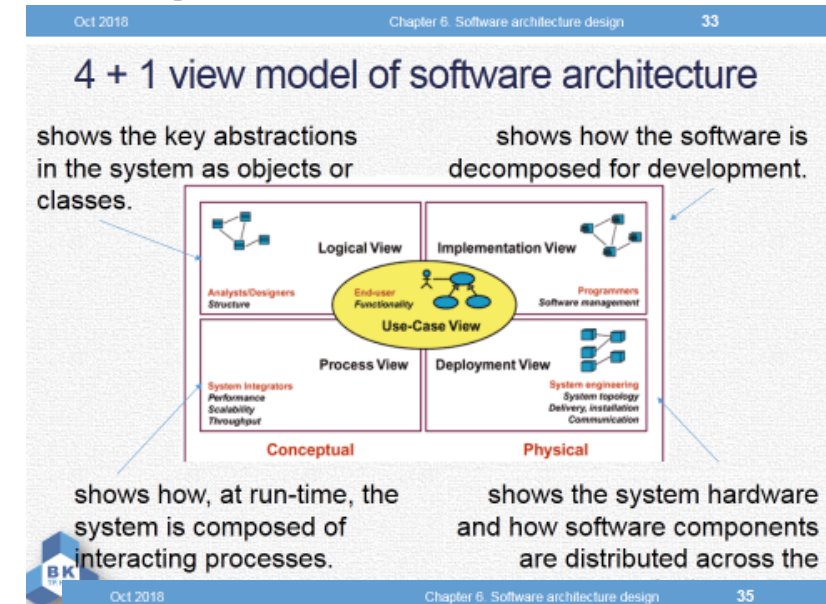 Oct 2018 Chapter 6. Software architecture design 33
4 + 1 view model of software architecture
shows the key abstractions
in the system as objects or
classes.
shows how the software is
decomposed for development.
Logical View
Analysts/Designers
Structure
Implementation View
Programmers
Software management
End-user
Functionality
Use-Case View
Process View
System Integrators
Performance
Scalability
Throughput
Deployment View
System engineering
System topology
Delivery, installation
Communication
Conceptual
Physical
shows how, at run-time, the
system is composed of
interacting processes.
shows the system hardware
and how software components
are distributed across the
BK
Oct 2018 Chapter 6. Software architecture design 35